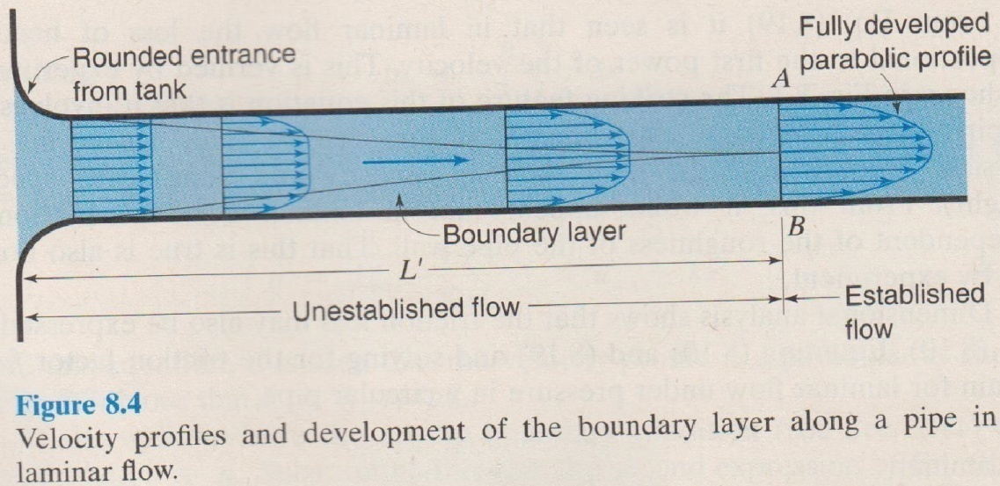 Rounded entrance
from tank
Fully developed
parabolic profile
A
Boundary layer
B
L'
Unestablished flow
Established
flow
Figure 8.4
Velocity profiles and development of the boundary layer along a pipe in
laminar flow.